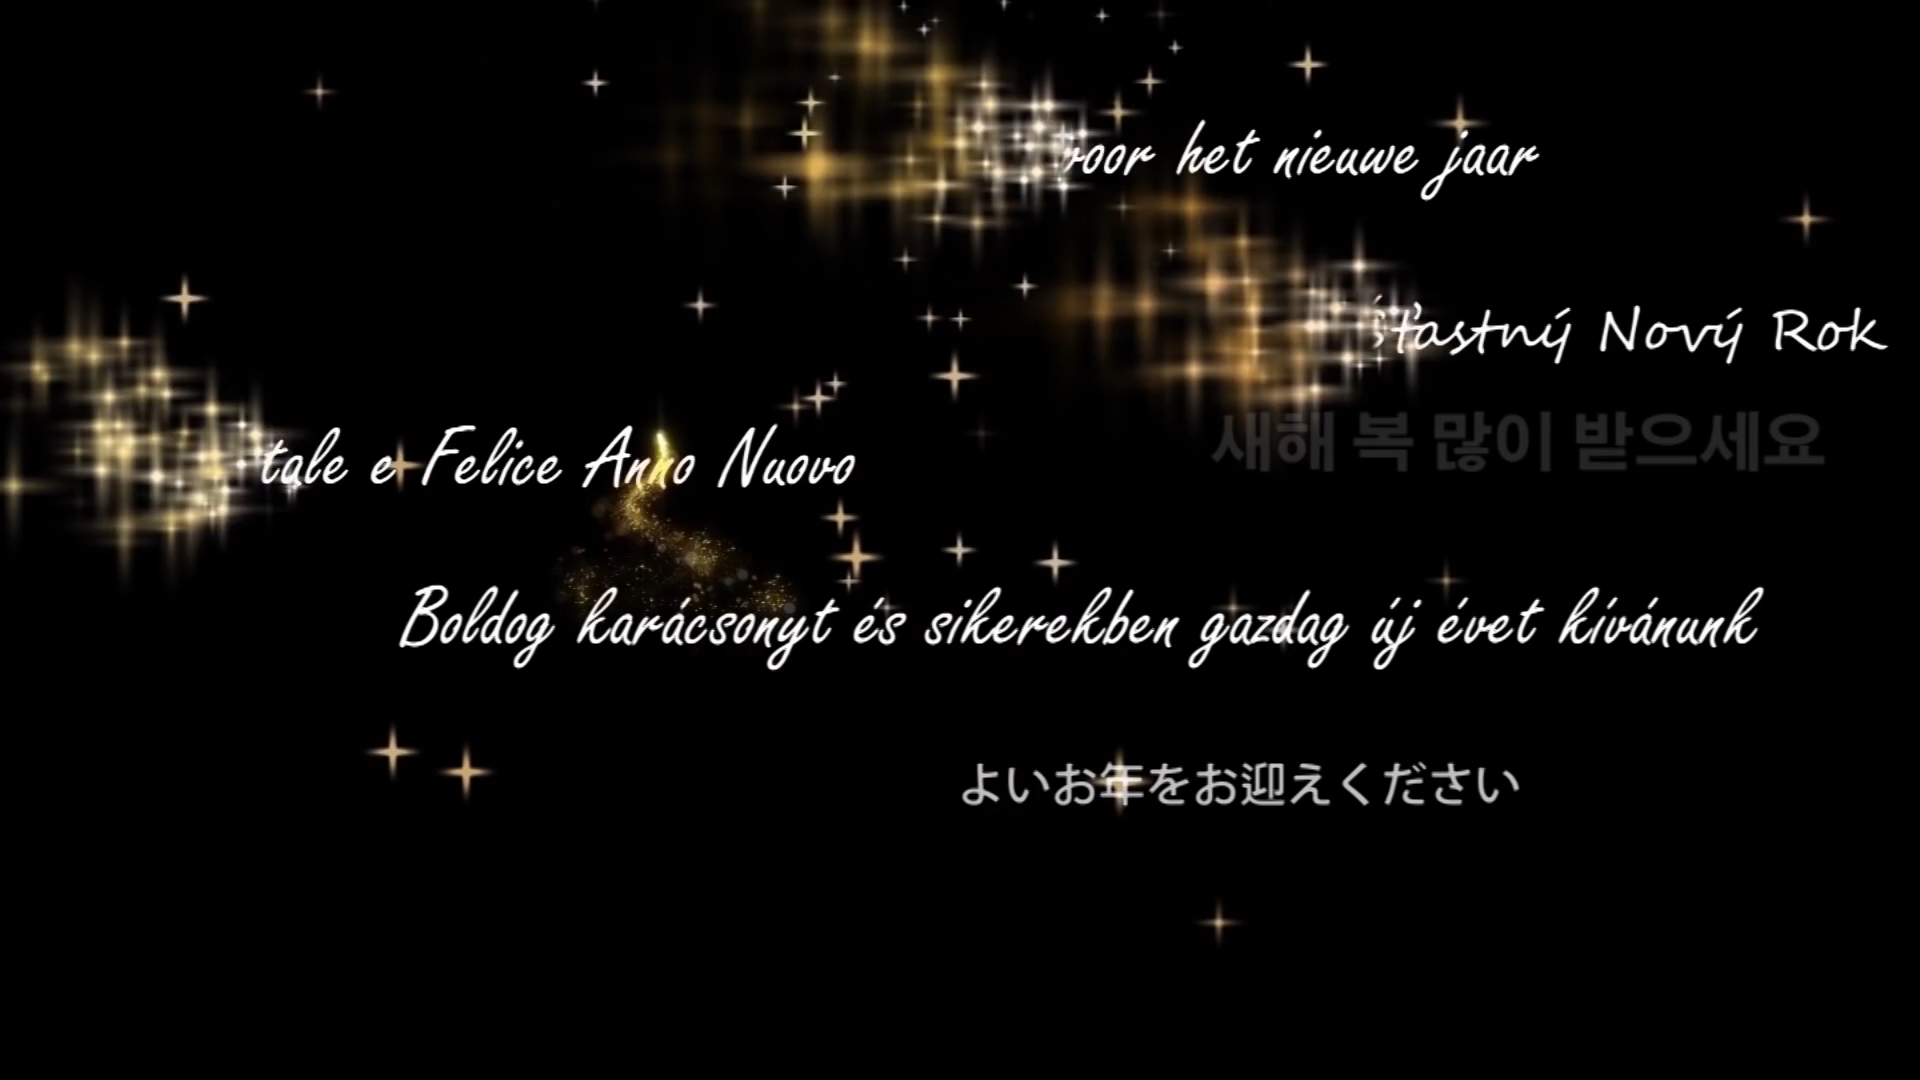 voor het nieuwe jaar
šťastný Nový Rok
tale e Felice Anno Nuovo
새해 복 많이 받으세요
Boldog karácsonyt és sikerekben gazdag új évet kívánunk
よいお年をお迎えください